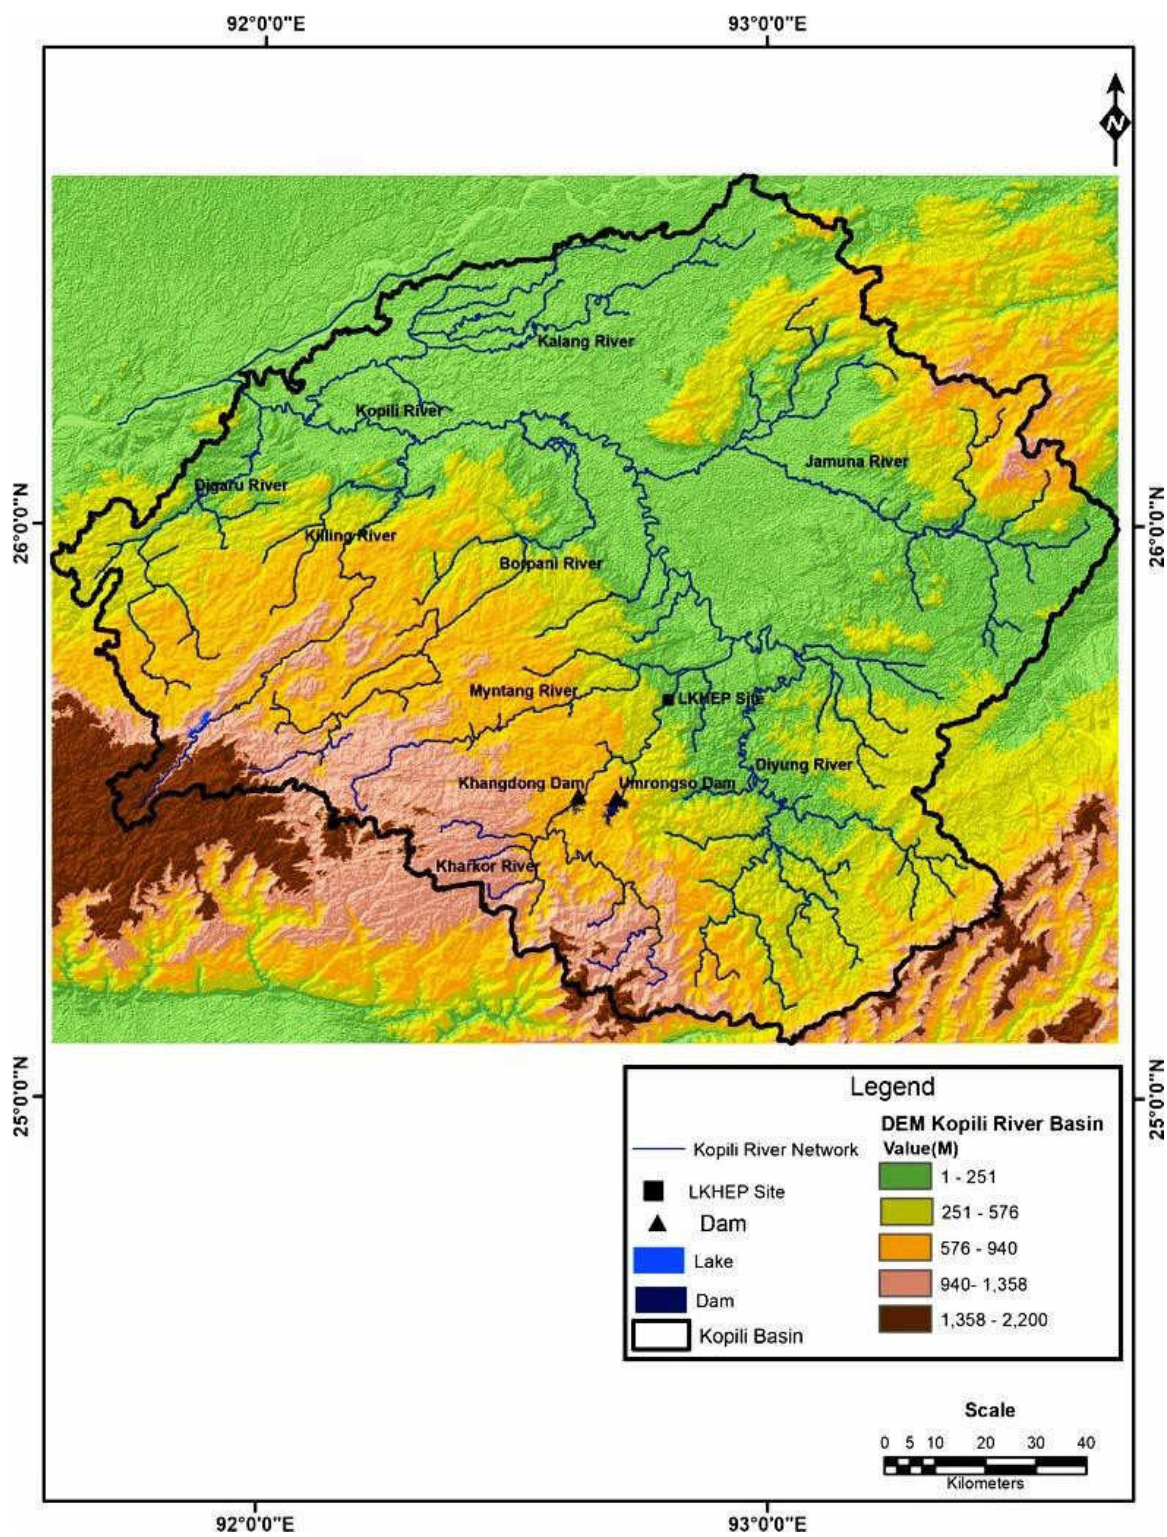 92°0'0"E
93°0'0"E
N
Kalang River
Kopili River
Jamuna River
Digaru River
Killing River
Borpani River
26°0'0"N
26°0'0"N
Myntang River
LKHEP Site
Diyung River
Khangdong Dam
Umrongso Dam
Kharkor River
25°0'0"N
25°0'0"N
Legend
Kopili River Network
LKHEP Site
Dam
Lake
Dam
Kopili Basin
DEM Kopili River Basin
Value(M)
1 - 251
251 - 576
576 - 940
940- 1,358
1,358 - 2,200
Scale
0 5 10 20 30 40
Kilometers
92°0'0"E
93°0'0"E